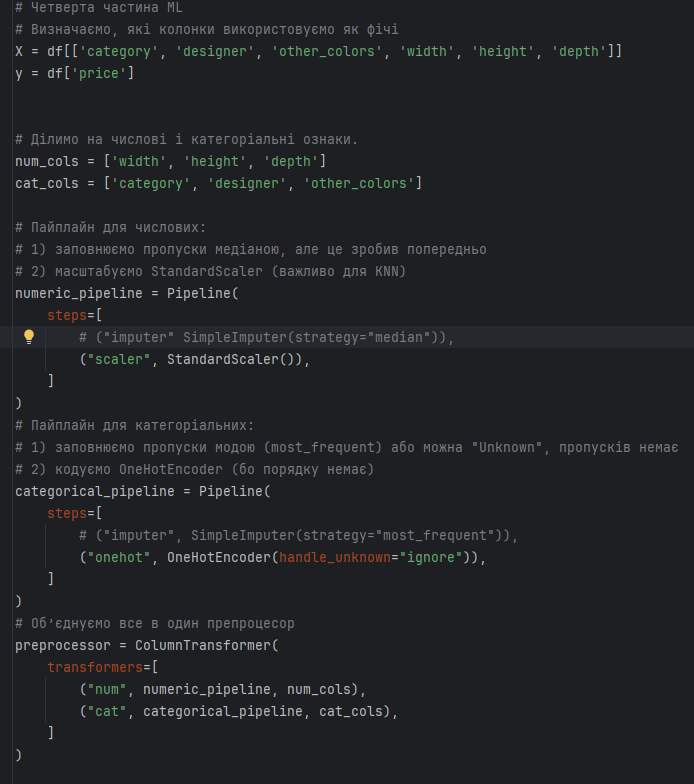 # Четверта частина ML
# Визначаємо, які колонки використовуємо як фічі
X = df[['category', 'designer', 'other_colors', 'width', 'height', 'depth']]
y = df['price']
# Ділимо на числові і категоріальні ознаки.
num_cols = ['width', 'height', 'depth']
cat_cols = ['category', 'designer', 'other_colors']
# Пайплайн для числових:
# 1) заповнюємо пропуски медіаною, але це зробив попередньо
# 2) масштабуємо StandardScaler (важливо для KNN)
numeric_pipeline = Pipeline(
    steps=[
        # ("imputer" SimpleImputer(strategy="median")),
        ("scaler", StandardScaler()),
    ]
)
# Пайплайн для категоріальних:
# 1) заповнюємо пропуски модою (most_frequent) або можна "Unknown", пропусків немає
# 2) кодуємо OneHotEncoder (бо порядку немає)
categorical_pipeline = Pipeline(
    steps=[
        # ("imputer", SimpleImputer(strategy="most_frequent")),
        ("onehot", OneHotEncoder(handle_unknown="ignore")),
    ]
)
# Об'єднуємо все в один препроцесор
preprocessor = ColumnTransformer(
    transformers=[
        ("num", numeric_pipeline, num_cols),
        ("cat", categorical_pipeline, cat_cols),
    ]
)